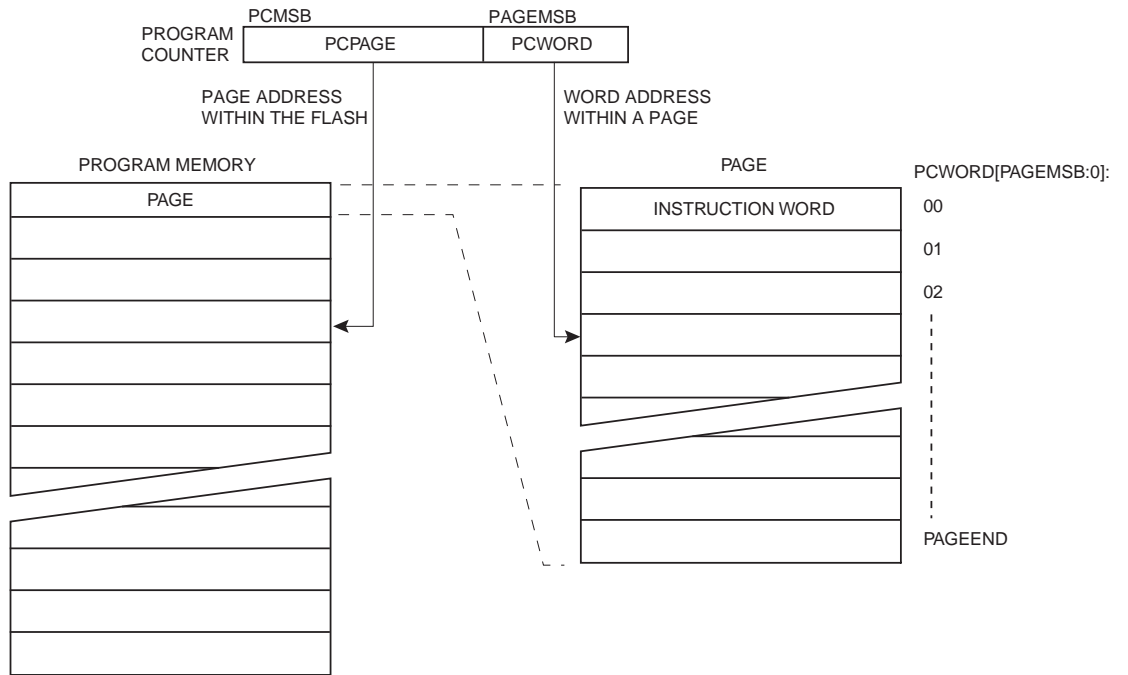 PCMSB
PAGEMSB
PROGRAM
COUNTER
PCPAGE
PCWORD
PAGE ADDRESS
WITHIN THE FLASH
WORD ADDRESS
WITHIN A PAGE
PROGRAM MEMORY
PAGE
PAGE
INSTRUCTION WORD
PCWORD[PAGEMSB:0]:
00
01
02
PAGEEND